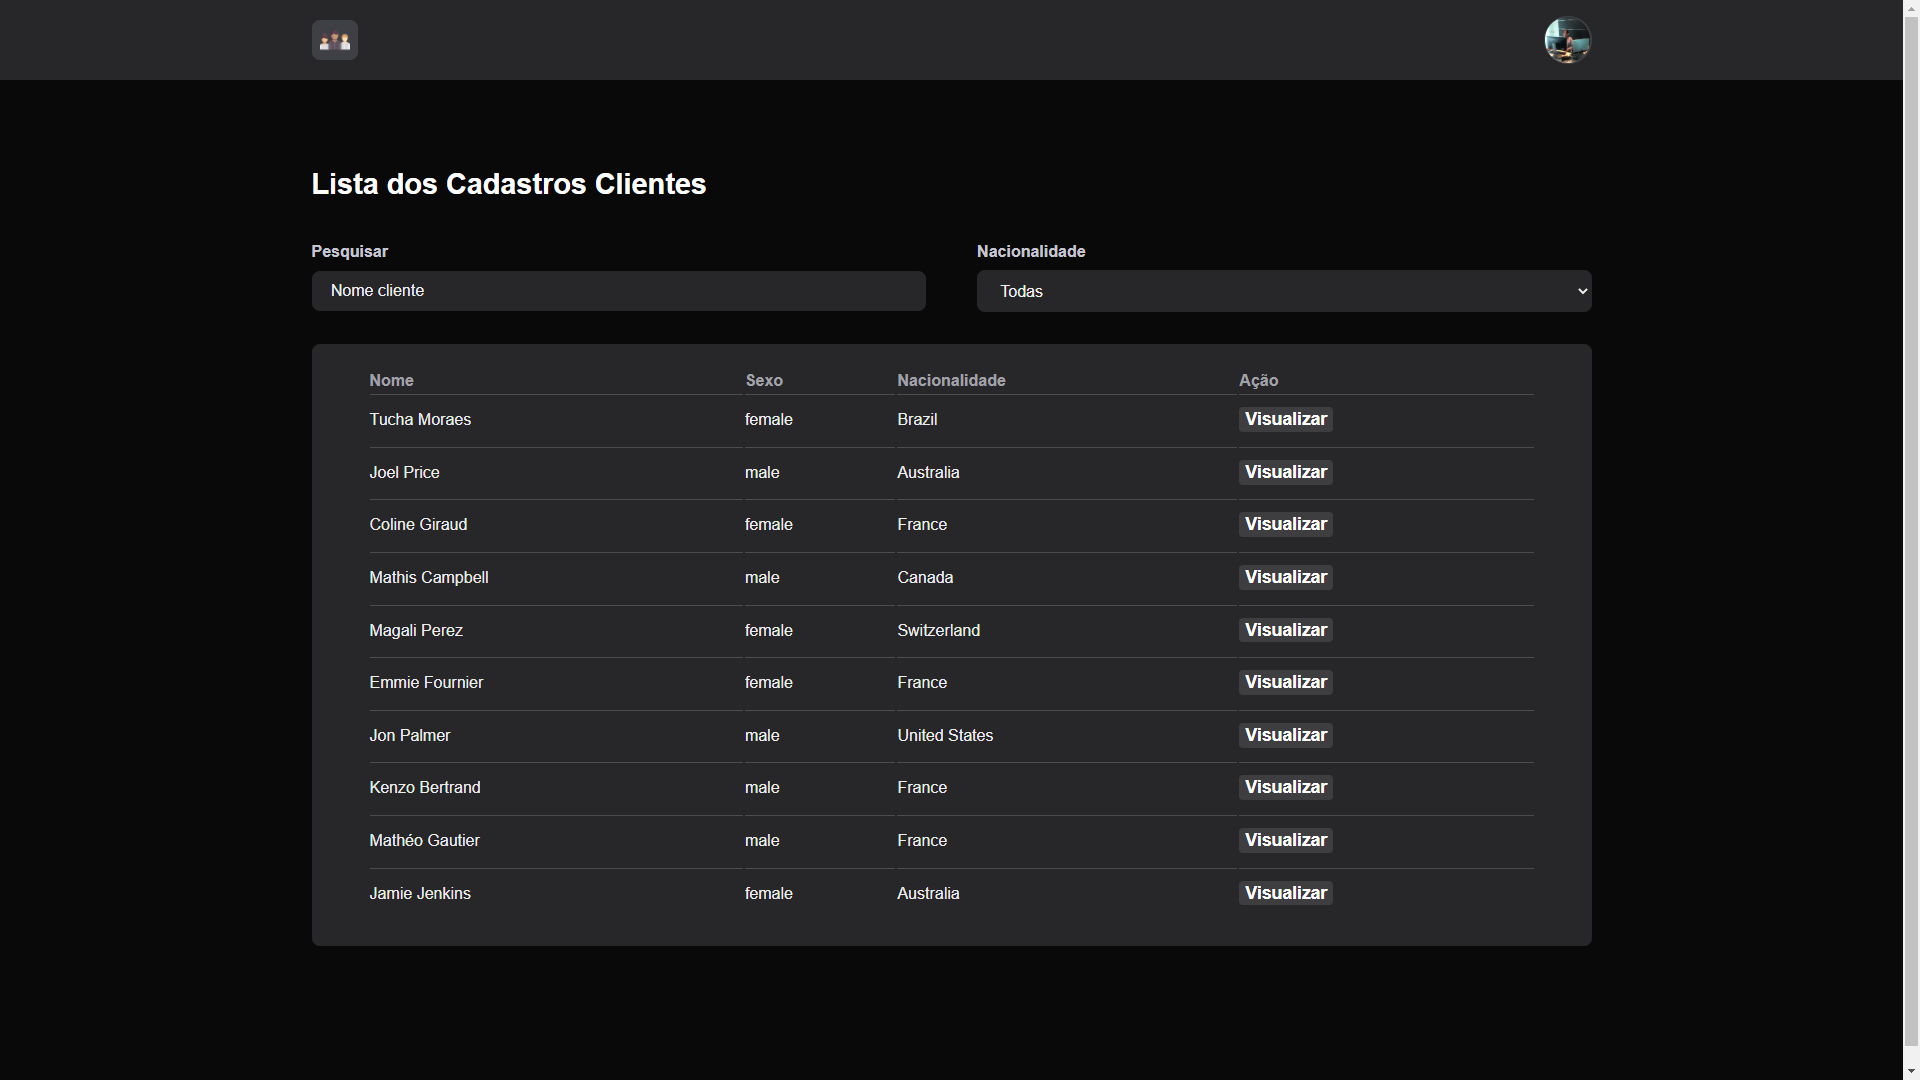 Lista dos Cadastros Clientes
Pesquisar Nacionalidade
Nome cliente Todas
Nome Sexo Nacionalidade Ação
Tucha Moraes female Brazil Visualizar
Joel Price male Australia Visualizar
Coline Giraud female France Visualizar
Mathis Campbell male Canada Visualizar
Magali Perez female Switzerland Visualizar
Emmie Fournier female France Visualizar
Jon Palmer male United States Visualizar
Kenzo Bertrand male France Visualizar
Mathéo Gautier male France Visualizar
Jamie Jenkins female Australia Visualizar